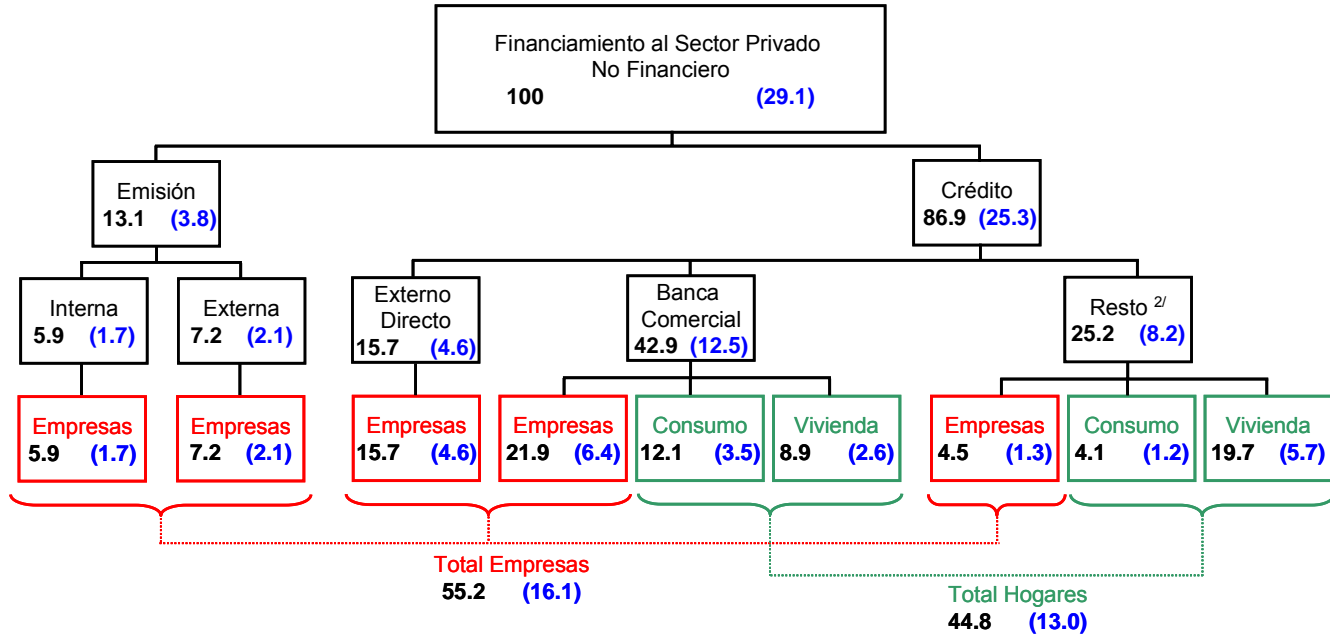 Financiamiento al Sector Privado
No Financiero
100 (29.1)
Emisión
13.1 (3.8)
Crédito
86.9 (25.3)
Interna
5.9 (1.7)
Externa
7.2 (2.1)
Externo
Directo
15.7 (4.6)
Banca
Comercial
42.9 (12.5)
Resto 2/
25.2 (8.2)
Empresas
5.9 (1.7)
Empresas
7.2 (2.1)
Empresas
15.7 (4.6)
Empresas
21.9 (6.4)
Consumo
12.1 (3.5)
Vivienda
8.9 (2.6)
Empresas
4.5 (1.3)
Consumo
4.1 (1.2)
Vivienda
19.7 (5.7)
Total Empresas
55.2 (16.1)
Total Hogares
44.8 (13.0)